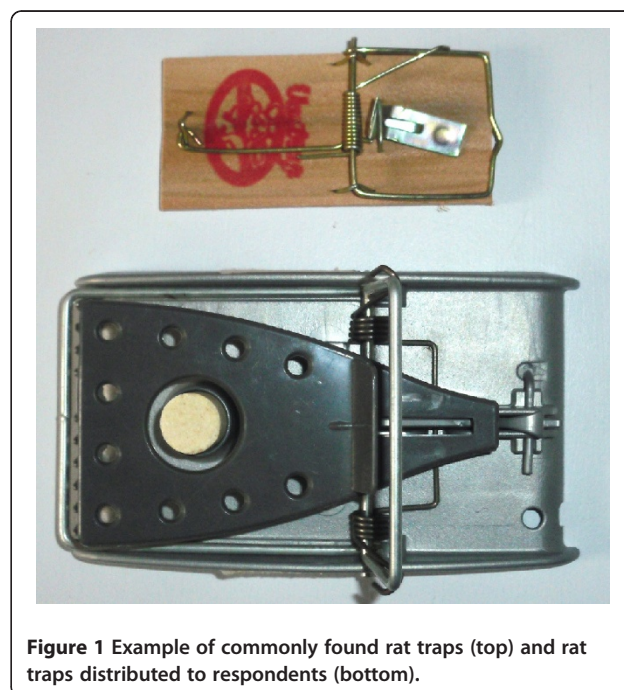 Figure 1 Example of commonly found rat traps (top) and rat
traps distributed to respondents (bottom).